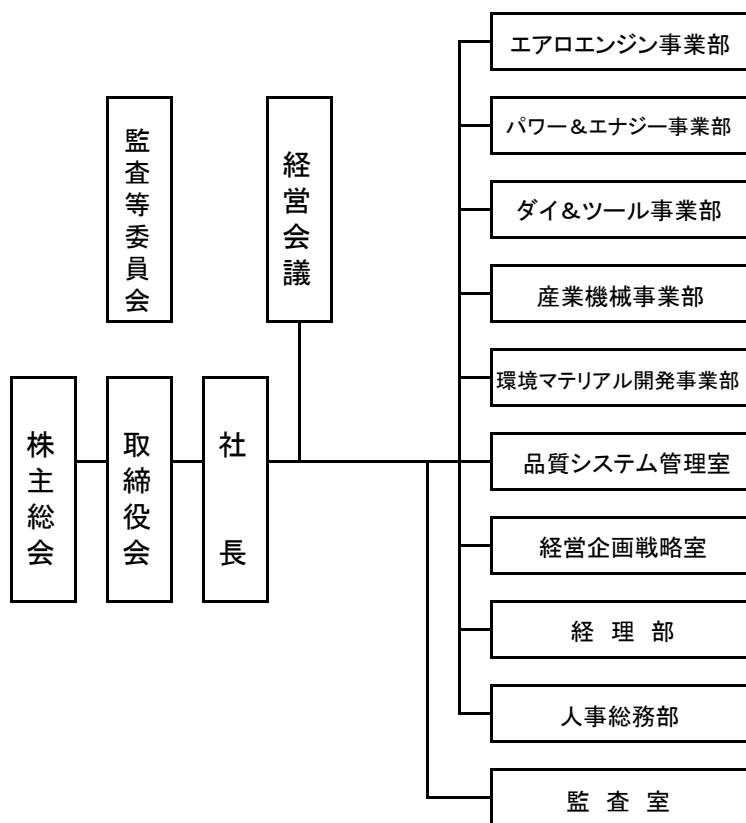 監査等委員会
経営会議
株主総会
取締役会
社長
エアロエンジン事業部
パワー＆エナジー事業部
ダイ＆ツール事業部
産業機械事業部
環境マテリアル開発事業部
品質システム管理室
経営企画戦略室
経理部
人事総務部
監査室